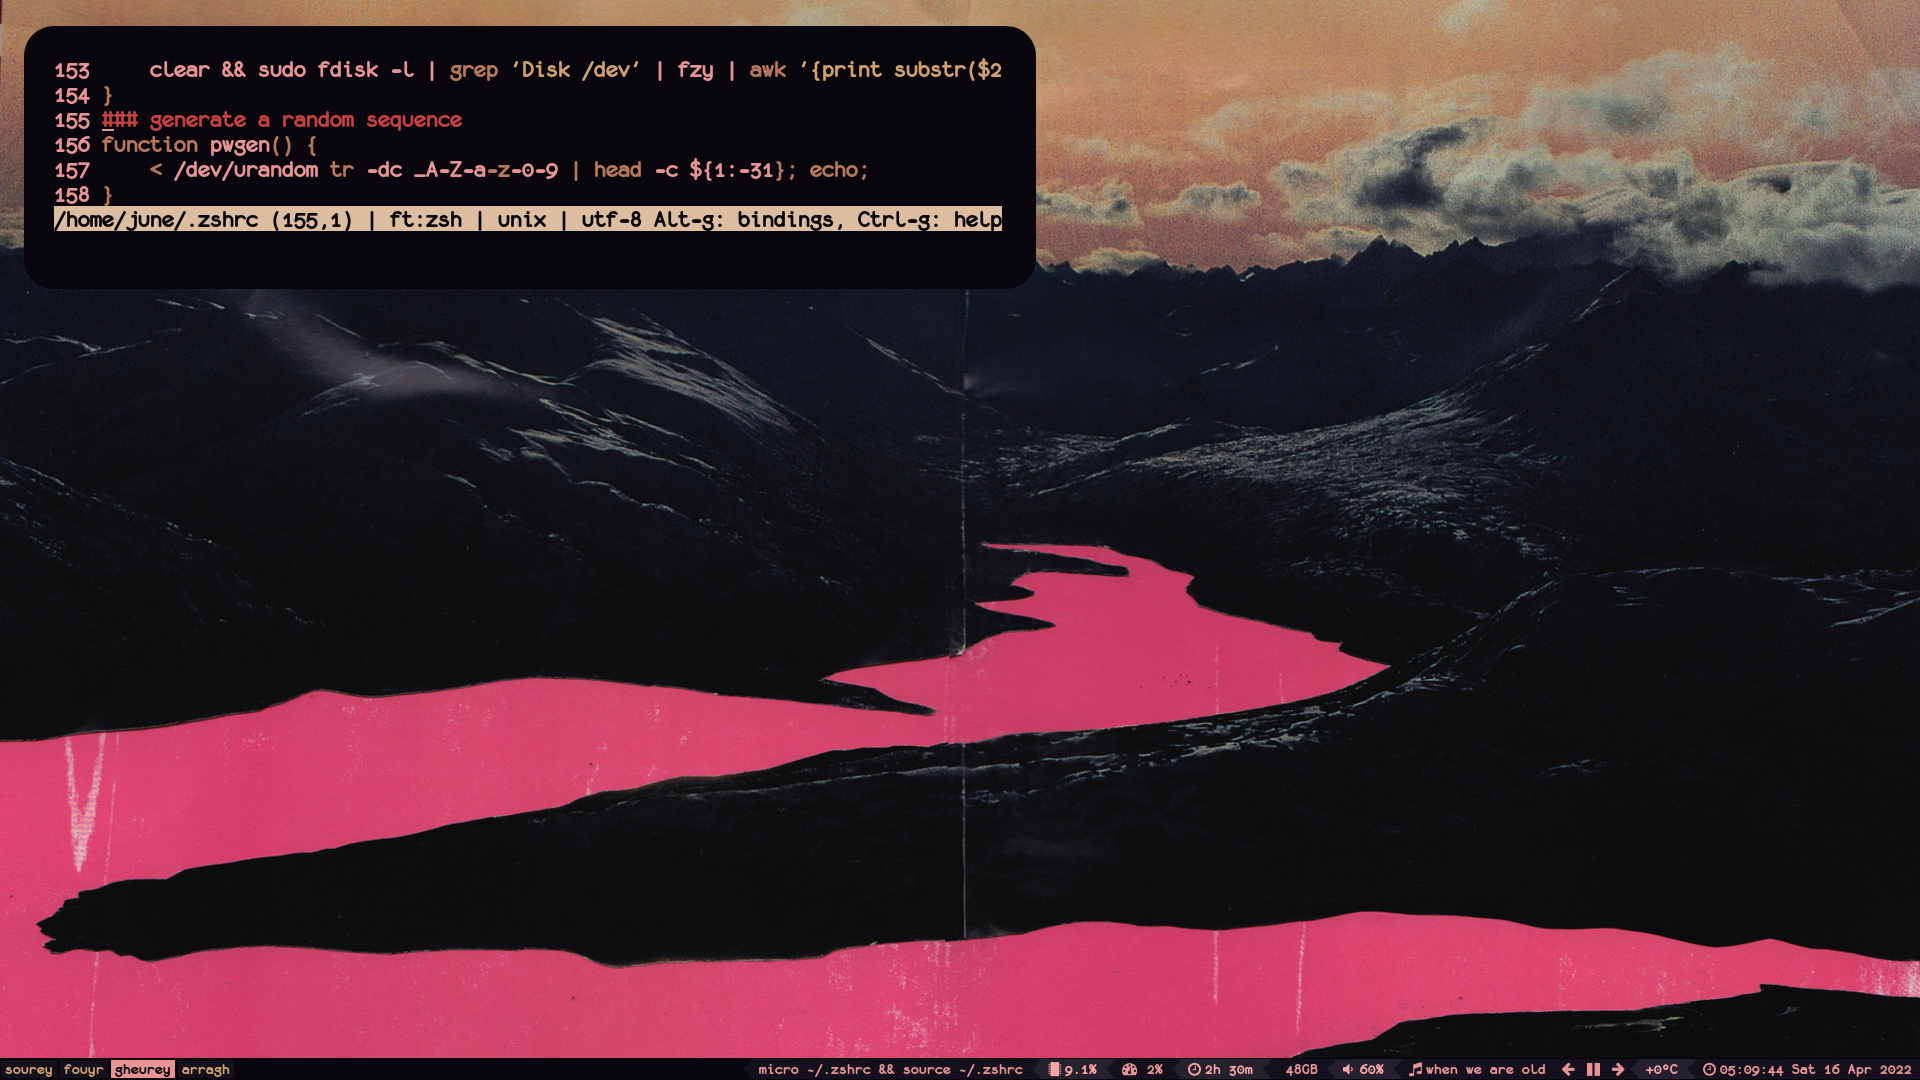 153     clear && sudo fdisk -l | grep 'Disk /dev' | fzy | awk '{print substr($2
154 }
155 ### generate a random sequence
156 function pwgen() {
157     < /dev/urandom tr -dc _A-Z-a-z-0-9 | head -c ${1:-31}; echo;
158 }
/home/june/.zshrc (155,1) | ft:zsh | unix | utf-8 Alt-g: bindings, Ctrl-g: help
sourey fouyr gheurey arragh micro ~/.zshrc && source ~/.zshrc 9.1% 2% 2h 30m 48GB 60% when we are old +0°C 05:09:44 Sat 16 Apr 2022